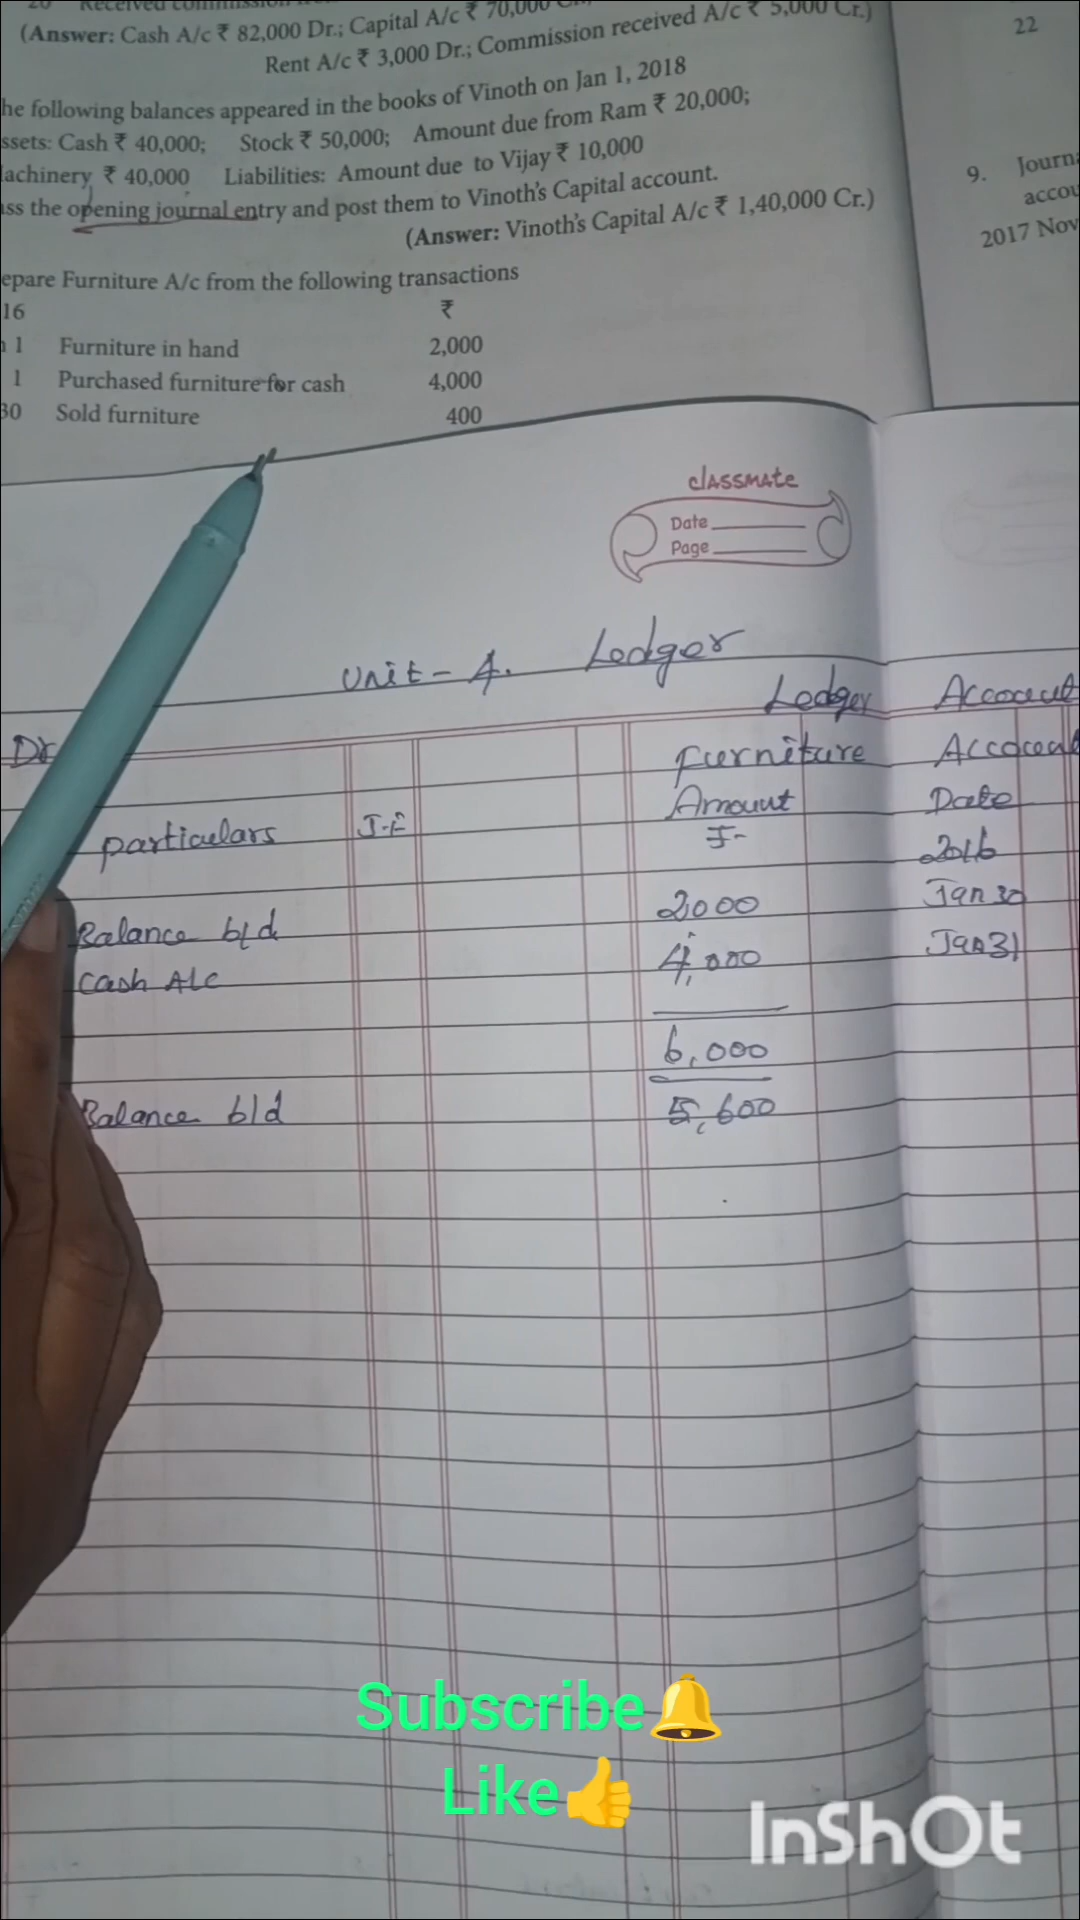 20 Received commission
(Answer: Cash A/c ₹ 82,000 Dr.; Capital A/c ₹ 70,000
Rent A/c ₹ 3,000 Dr.; Commission received A/c ₹ 5,000 Cr.)
he following balances appeared in the books of Vinoth on Jan 1, 2018
ssets: Cash ₹ 40,000; Stock ₹ 50,000; Amount due from Ram ₹ 20,000;
achinery ₹ 40,000 Liabilities: Amount due to Vijay ₹ 10,000
ass the opening journal entry and post them to Vinoth's Capital account.
(Answer: Vinoth's Capital A/c ₹ 1,40,000 Cr.)
epare Furniture A/c from the following transactions
16 ₹
1 Furniture in hand 2,000
1 Purchased furniture for cash 4,000
30 Sold furniture 400
22
9. Journa
accou
2017 Nov
classmate
Date
Page
Unit - 4. Ledger
Ledger Account
Dr Furniture Account
Particulars J.F Amount Date
2016
Balance b/d 2000 Jan 30
Cash A/c 4,000 Jan 31
6,000
Balance b/d 5,600
Subscribe🔔
Like👍
InShOt